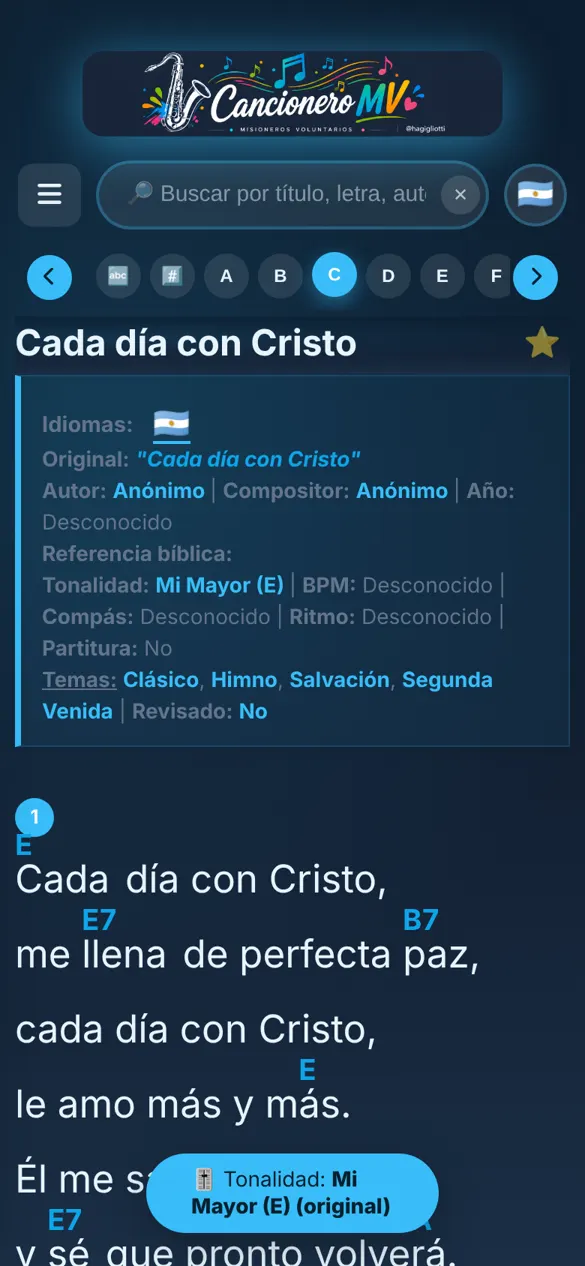 Cancionero MV
MISIONEROS VOLUNTARIOS
@hagigliotti
Buscar por título, letra, aut
abc # A B C D E F
Cada día con Cristo
Idiomas:
Original: "Cada día con Cristo"
Autor: Anónimo | Compositor: Anónimo | Año:
Desconocido
Referencia bíblica:
Tonalidad: Mi Mayor (E) | BPM: Desconocido |
Compás: Desconocido | Ritmo: Desconocido |
Partitura: No
Temas: Clásico, Himno, Salvación, Segunda
Venida | Revisado: No
1
E
Cada día con Cristo,
E7 B7
me llena de perfecta paz,
cada día con Cristo,
E
le amo más y más.
Él me
Tonalidad: Mi
Mayor (E) (original)
E7
y sé que pronto volverá.